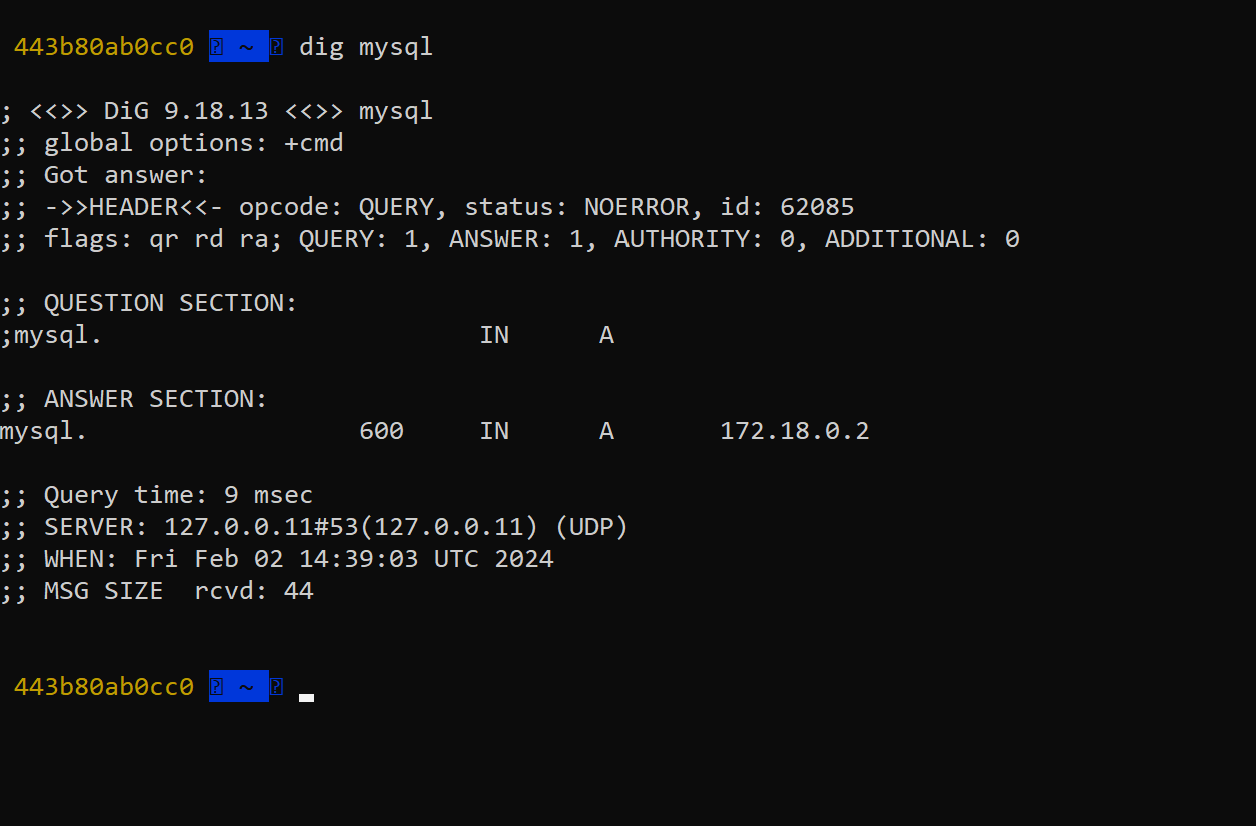 443b80ab0cc0 ~ dig mysql
; <<>> DiG 9.18.13 <<>> mysql
;; global options: +cmd
;; Got answer:
;; ->>HEADER<<- opcode: QUERY, status: NOERROR, id: 62085
;; flags: qr rd ra; QUERY: 1, ANSWER: 1, AUTHORITY: 0, ADDITIONAL: 0
;; QUESTION SECTION:
;mysql. IN A
;; ANSWER SECTION:
mysql. 600 IN A 172.18.0.2
;; Query time: 9 msec
;; SERVER: 127.0.0.11#53(127.0.0.11) (UDP)
;; WHEN: Fri Feb 02 14:39:03 UTC 2024
;; MSG SIZE  rcvd: 44
443b80ab0cc0 ~